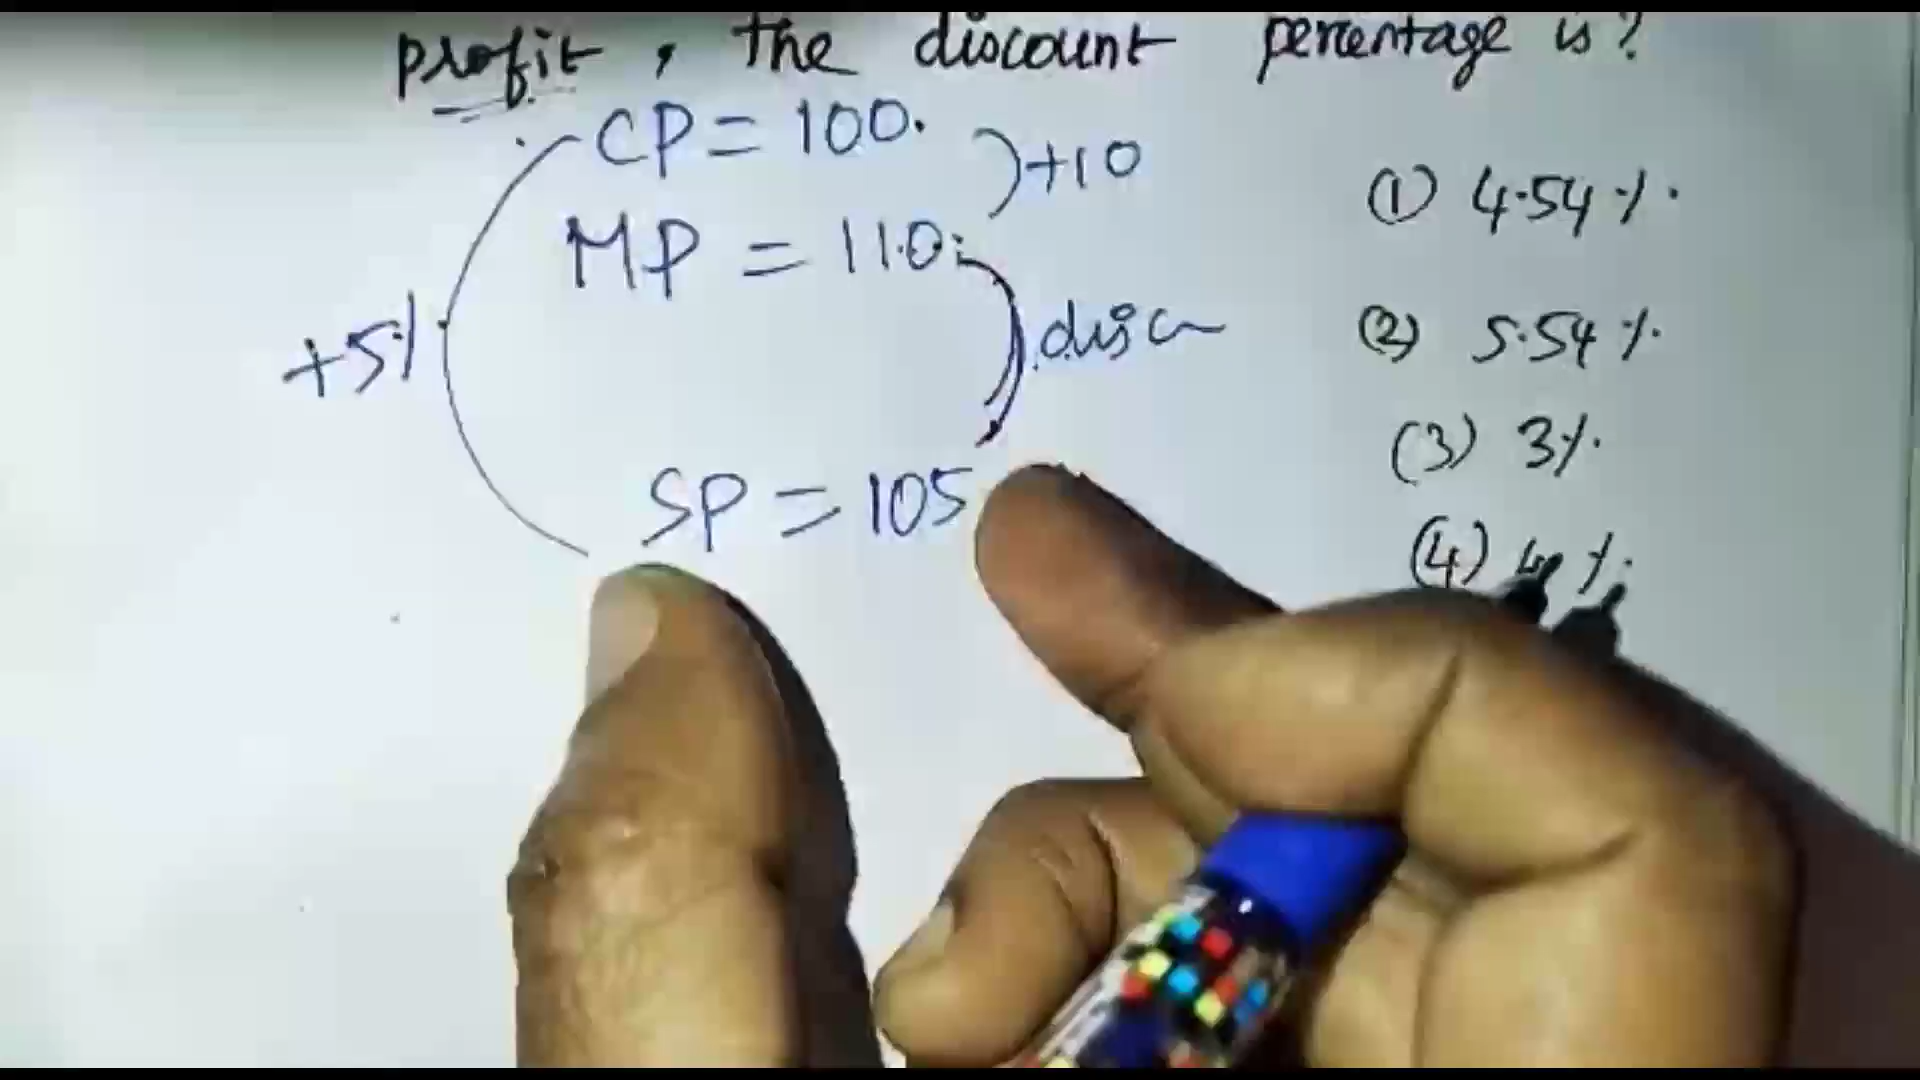 profit, the discount percentage is?
CP = 100.
+10
MP = 110
+5%
disc
SP = 105
(1) 4.54%.
(2) 5.54%.
(3) 3%.
(4) 4%.